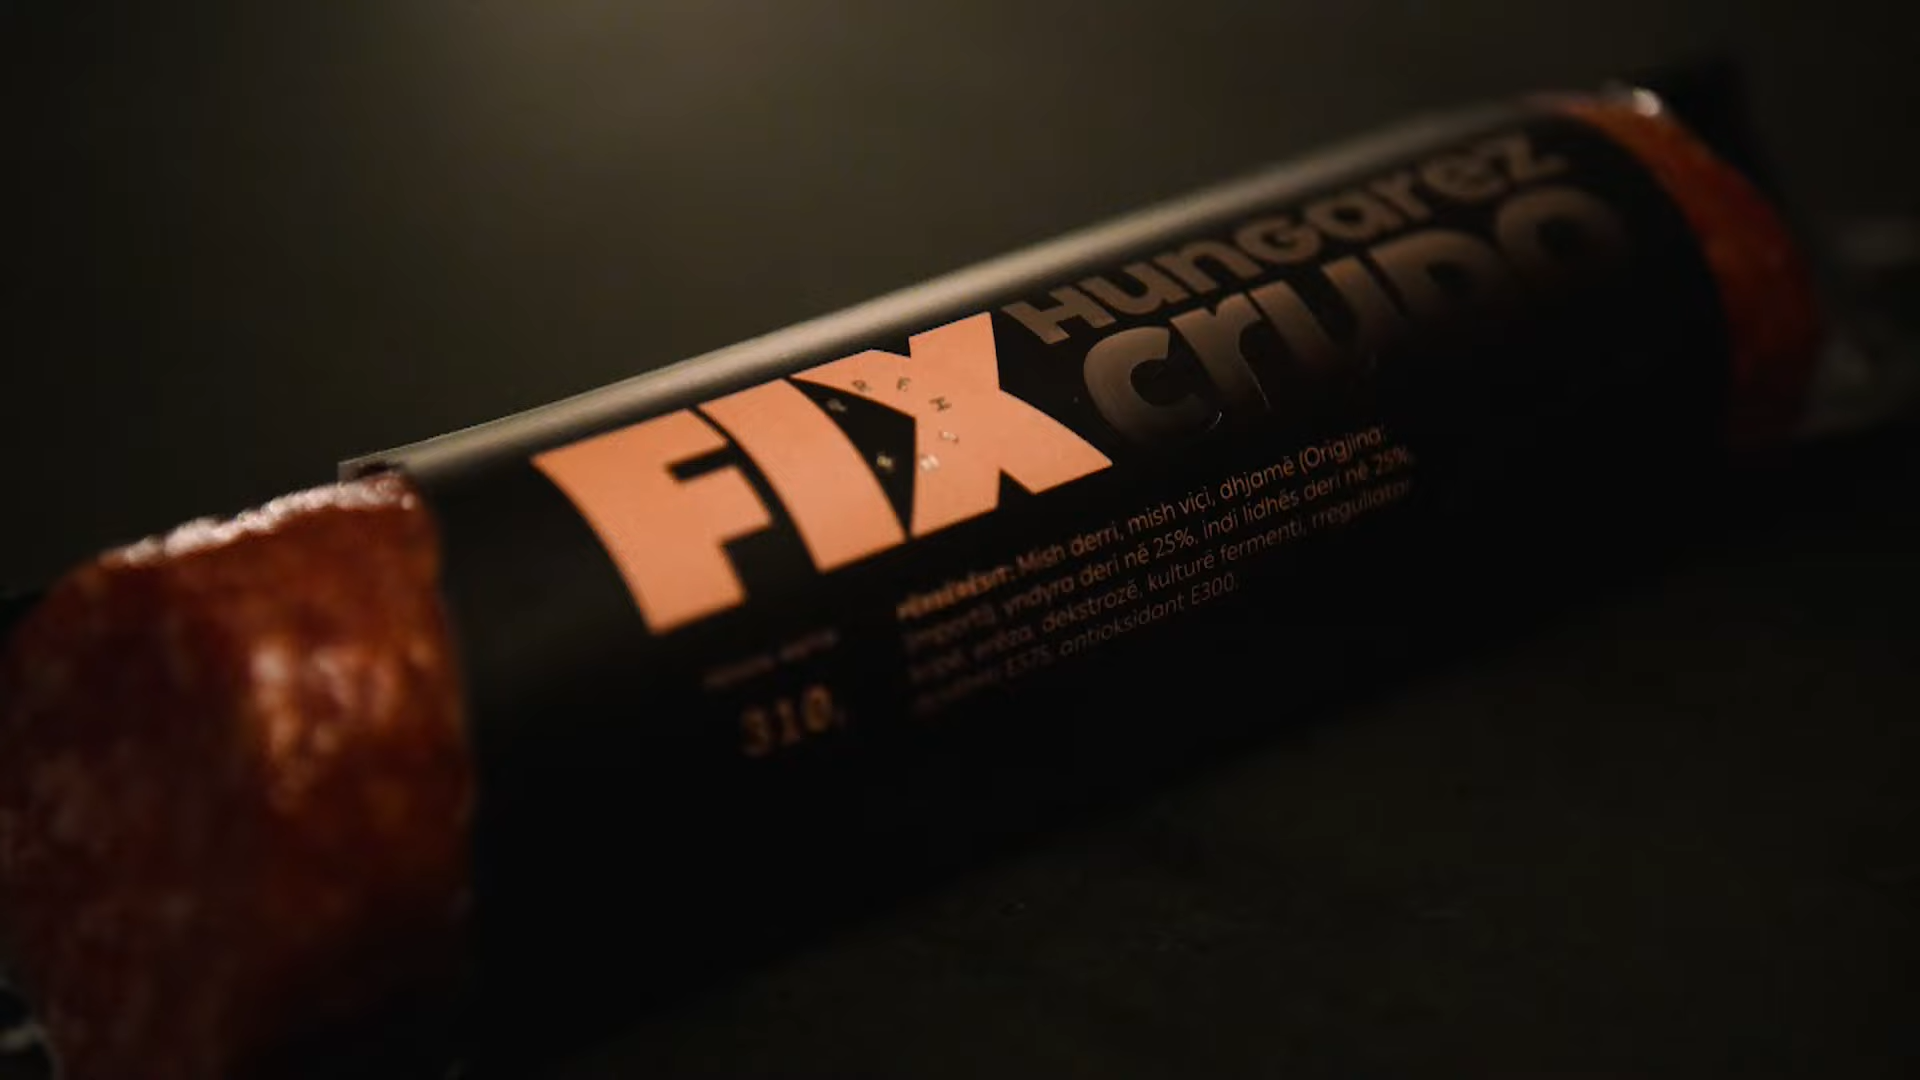 FIX
Hungarez
cruDo
Mish derri, mish viçi, dhjamë (Origjina:
Importi), yndyra deri në 25%, indi lidhës deri në 25%,
kripë, erëza, dekstrozë, kulturë fermenti, rregullator
E575, antioksidant E300.
310